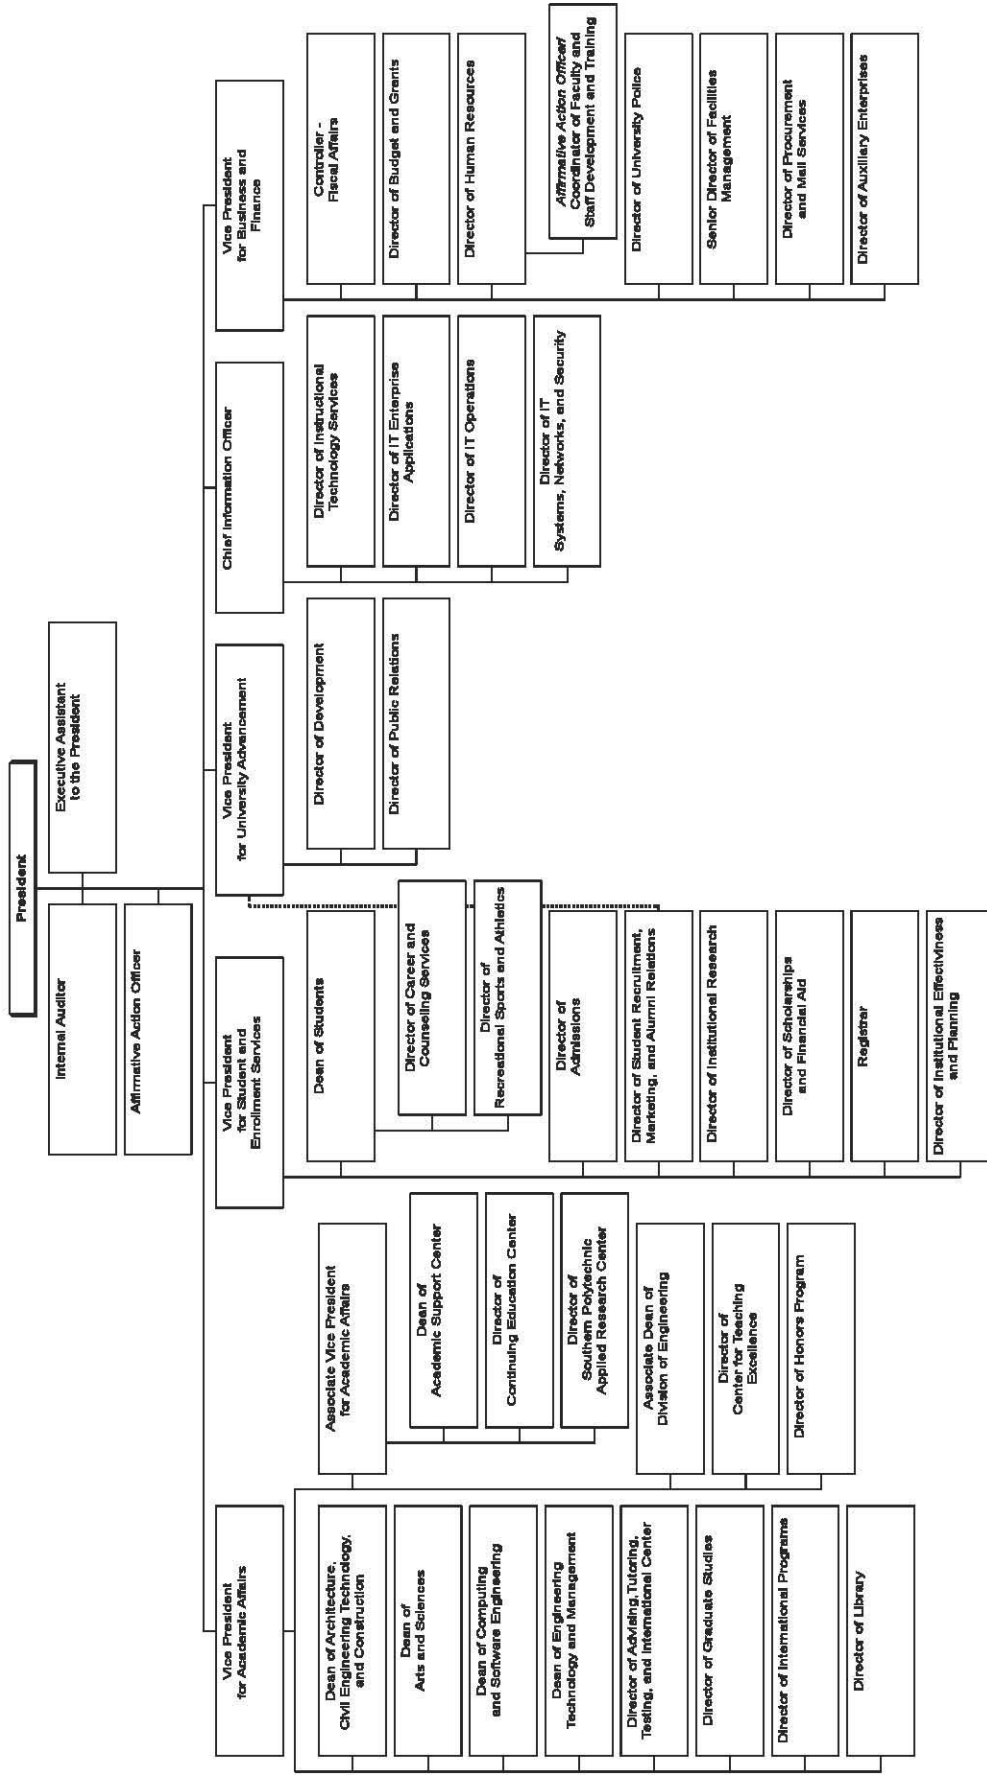 President
Internal Auditor
Executive Assistant
to the President
Affirmative Action Officer
Vice President
for Academic Affairs
Dean of Architecture,
Civil Engineering Technology,
and Construction
Dean of
Arts and Sciences
Dean of Computing
and Software Engineering
Dean of Engineering
Technology and Management
Director of Advising, Tutoring,
Testing, and International Center
Director of Graduate Studies
Director of International Programs
Director of Library
Associate Vice President
for Academic Affairs
Dean of
Academic Support Center
Director of
Continuing Education Center
Director of
Southern Polytechnic
Applied Research Center
Associate Dean of
Division of Engineering
Director of
Center for Teaching
Excellence
Director of Honors Program
Vice President
for Student and
Enrollment Services
Dean of Students
Director of Career and
Counseling Services
Director of
Recreational Sports and Athletics
Director of
Admissions
Director of Student Recruitment,
Marketing, and Alumni Relations
Director of Institutional Research
Director of Scholarships
and Financial Aid
Registrar
Director of Institutional Effectiviness
and Planning
Vice President
for University Advancement
Director of Development
Director of Public Relations
Chief Information Officer
Director of Instructional
Technology Services
Director of IT Enterprise
Applications
Director of IT Operations
Director of IT
Systems, Networks, and Security
Vice President
for Business and
Finance
Controller -
Fiscal Affairs
Director of Budget and Grants
Director of Human Resources
Affirmative Action Officer/
Coordinator of Faculty and
Staff Development and Training
Director of University Police
Senior Director of Facilities
Management
Director of Procurement
and Mail Services
Director of Auxiliary Enterprises